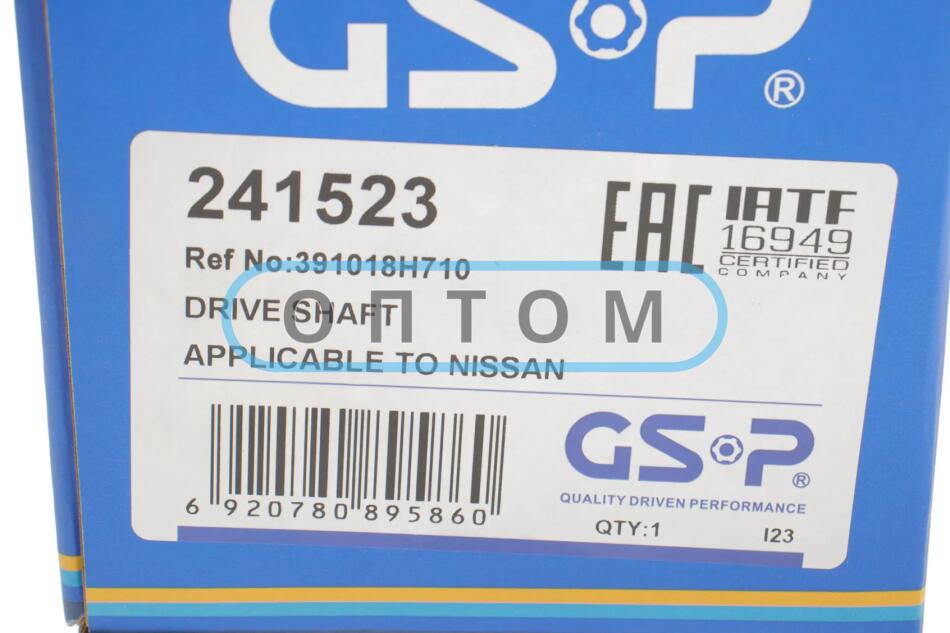 GSP®
241523
EAC
IATF
16949
CERTIFIED
COMPANY
Ref No:391018H710
DRIVE SHAFT
ОПТОМ
APPLICABLE TO NISSAN
6 920780 895860
GSP®
QUALITY DRIVEN PERFORMANCE
QTY:1
I23